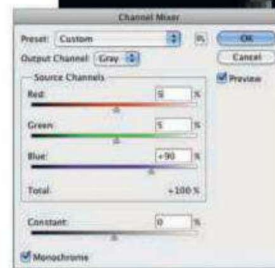 Channel Mixer
Preset: Custom
OK
Output Channel: Gray
Cancel
Source Channels
Preview
Red: 5 %
Green: 5 %
Blue: +90 %
Total: +100 %
Constant: 0 %
Monochrome